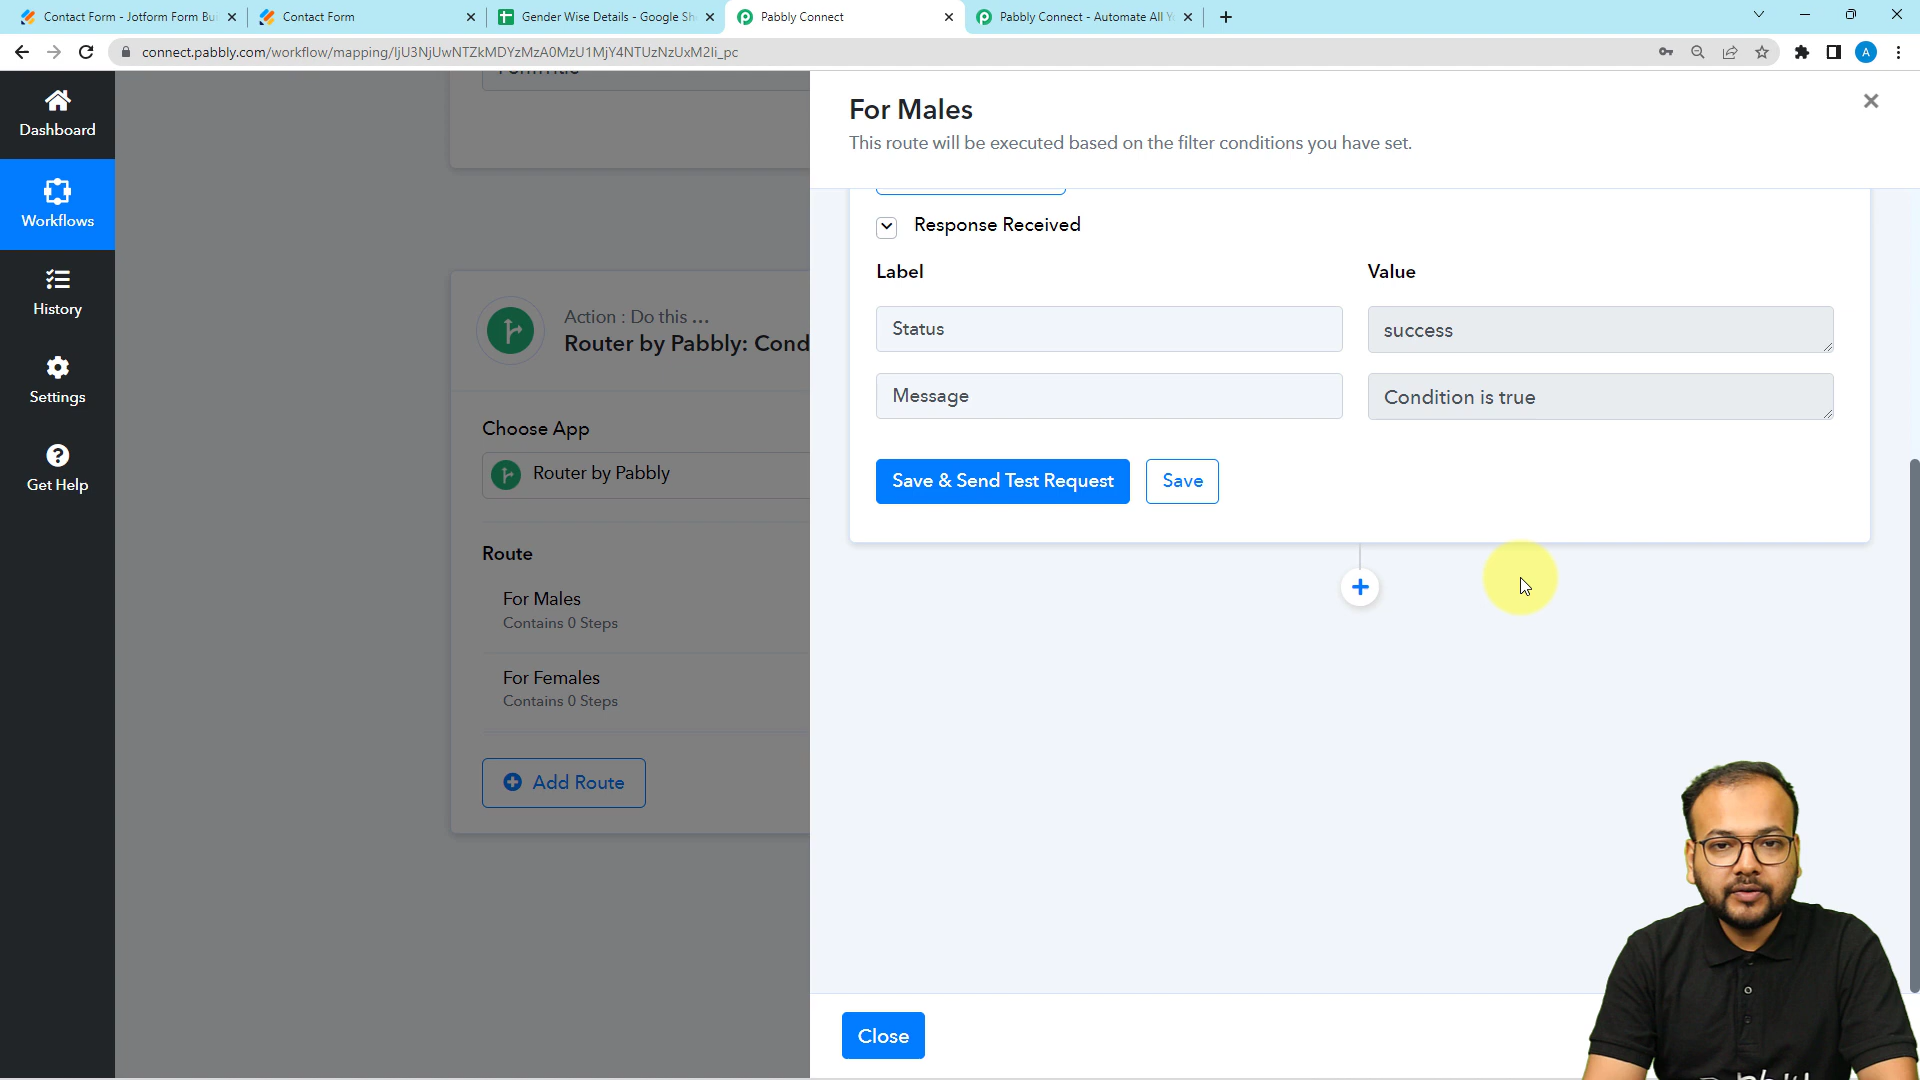 Contact Form - Jotform Form Bu
Contact Form
Gender Wise Details - Google Sh
Pabbly Connect
Pabbly Connect - Automate All Y
connect.pabbly.com/workflow/mapping/IjU3NjUwNTZkMDYzMzA0MzU1MjY4NTUzNzUxM2Ii_pc
A
Dashboard
Workflows
History
Settings
Get Help
Action : Do this ...
Router by Pabbly: Cond
Choose App
Router by Pabbly
Route
For Males
Contains 0 Steps
For Females
Contains 0 Steps
Add Route
For Males
This route will be executed based on the filter conditions you have set.
Response Received
Label
Value
Status
success
Message
Condition is true
Save & Send Test Request
Save
Close